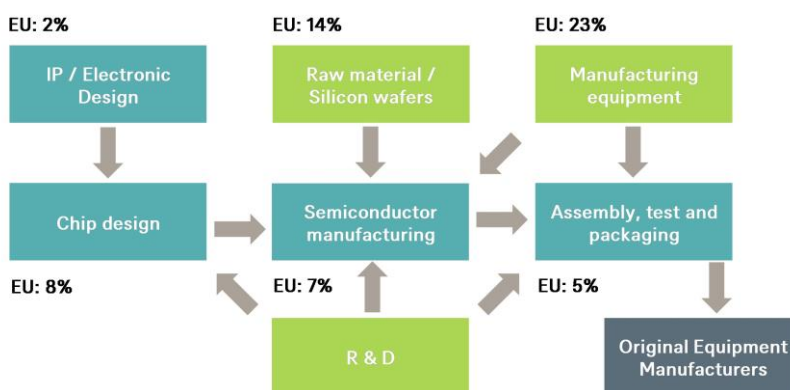 EU: 2%
EU: 14%
EU: 23%
IP / Electronic
Design
Raw material /
Silicon wafers
Manufacturing
equipment
Chip design
Semiconductor
manufacturing
Assembly, test and
packaging
EU: 8%
EU: 7%
EU: 5%
R & D
Original Equipment
Manufacturers